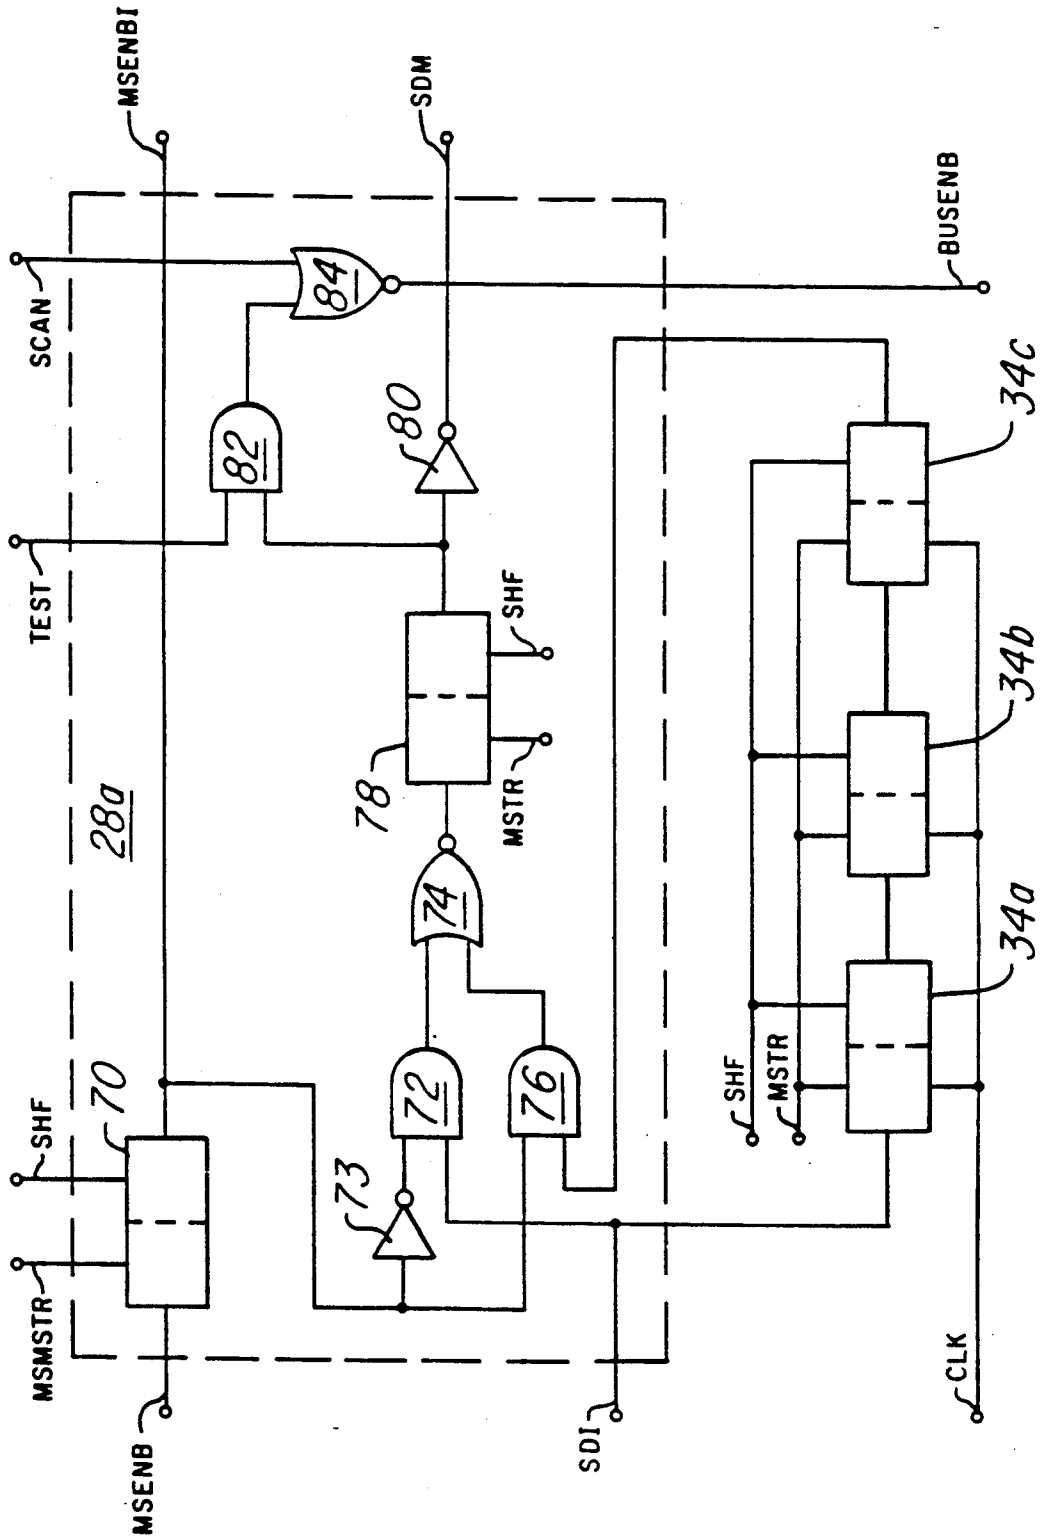 MSENB
MSMSTR
SHF
70
28a
TEST
SCAN
MSENBI
73
72
76
74
78
MSTR
SHF
80
82
84
SDM
SDI
BUSENB
SHF
MSTR
CLK
34a
34b
34c